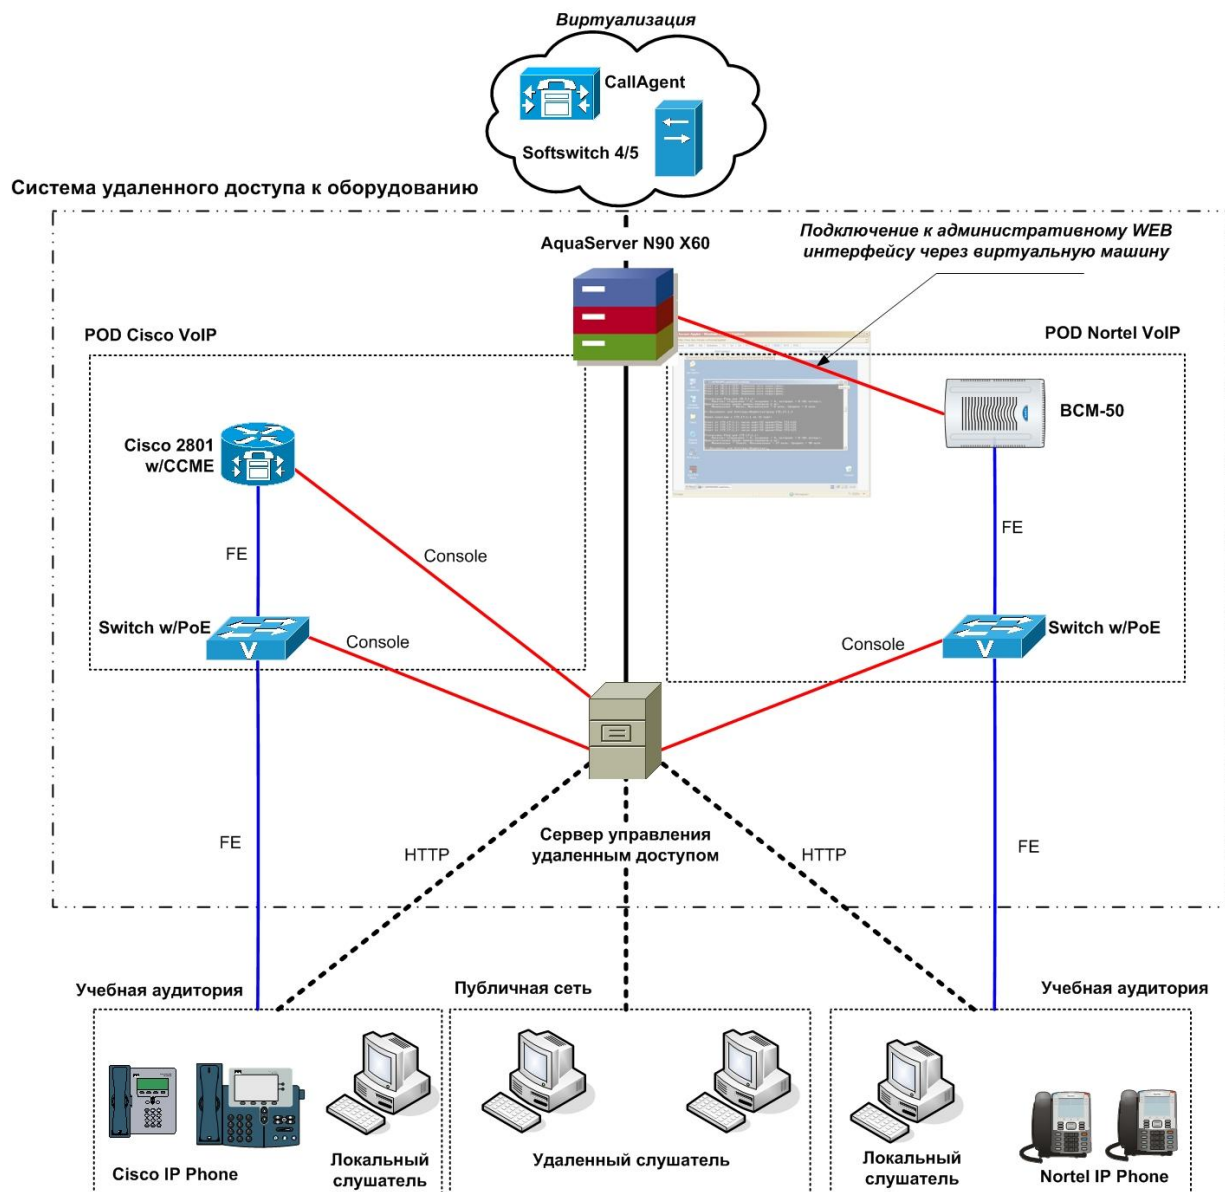 Виртуализация
CallAgent
Softswitch 4/5
Система удаленного доступа к оборудованию
AquaServer N90 X60
Подключение к административному WEB
интерфейсу через виртуальную машину
POD Cisco VoIP
POD Nortel VoIP
BCM-50
Cisco 2801
w/CCME
FE
Console
FE
Switch w/PoE
Console
Console
Switch w/PoE
V
V
FE
HTTP
Сервер управления
удаленным доступом
HTTP
FE
Учебная аудитория
Публичная сеть
Учебная аудитория
Cisco IP Phone
Локальный
слушатель
Удаленный слушатель
Локальный
слушатель
Nortel IP Phone